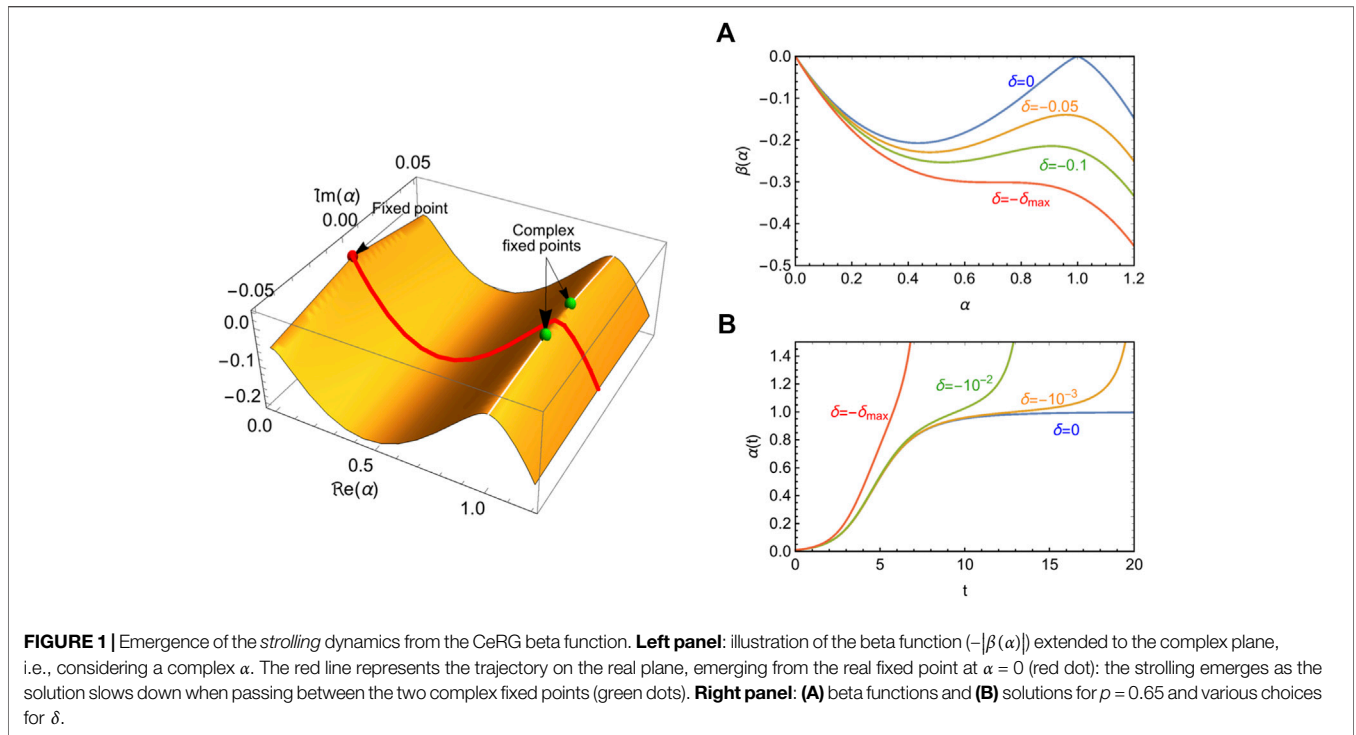 0.05
ℐm(α)
0.00
Fixed point
Complex
fixed points
−0.05
0.0
−0.1
−0.2
0.0
0.5
ℛe(α)
1.0
A
0.0
−0.1
−0.2
−0.3
−0.4
−0.5
β(α)
δ=0
δ=−0.05
δ=−0.1
δ=−δmax
0.0 0.2 0.4 0.6 0.8 1.0 1.2
α
B
1.4
1.2
1.0
0.8
0.6
0.4
0.2
0.0
α(t)
δ=−δmax
δ=−10⁻²
δ=−10⁻³
δ=0
0 5 10 15 20
t
FIGURE 1 | Emergence of the strolling dynamics from the CeRG beta function. Left panel: illustration of the beta function (−|β(α)|) extended to the complex plane,
i.e., considering a complex α. The red line represents the trajectory on the real plane, emerging from the real fixed point at α = 0 (red dot): the strolling emerges as the
solution slows down when passing between the two complex fixed points (green dots). Right panel: (A) beta functions and (B) solutions for p = 0.65 and various choices
for δ.